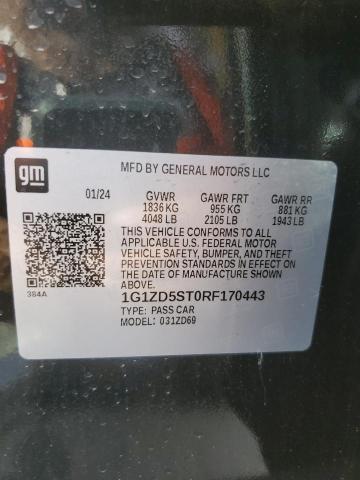 gm
MFD BY GENERAL MOTORS LLC
01/24 GVWR GAWR FRT GAWR RR
1836 KG 955 KG 881 KG
4048 LB 2105 LB 1943 LB
THIS VEHICLE CONFORMS TO ALL
APPLICABLE U.S. FEDERAL MOTOR
VEHICLE SAFETY, BUMPER, AND THEFT
PREVENTION STANDARDS IN EFFECT ON
THE DATE OF MANUFACTURE SHOWN ABOVE.
384A
1G1ZD5ST0RF170443
TYPE: PASS CAR
MODEL: 031ZD69